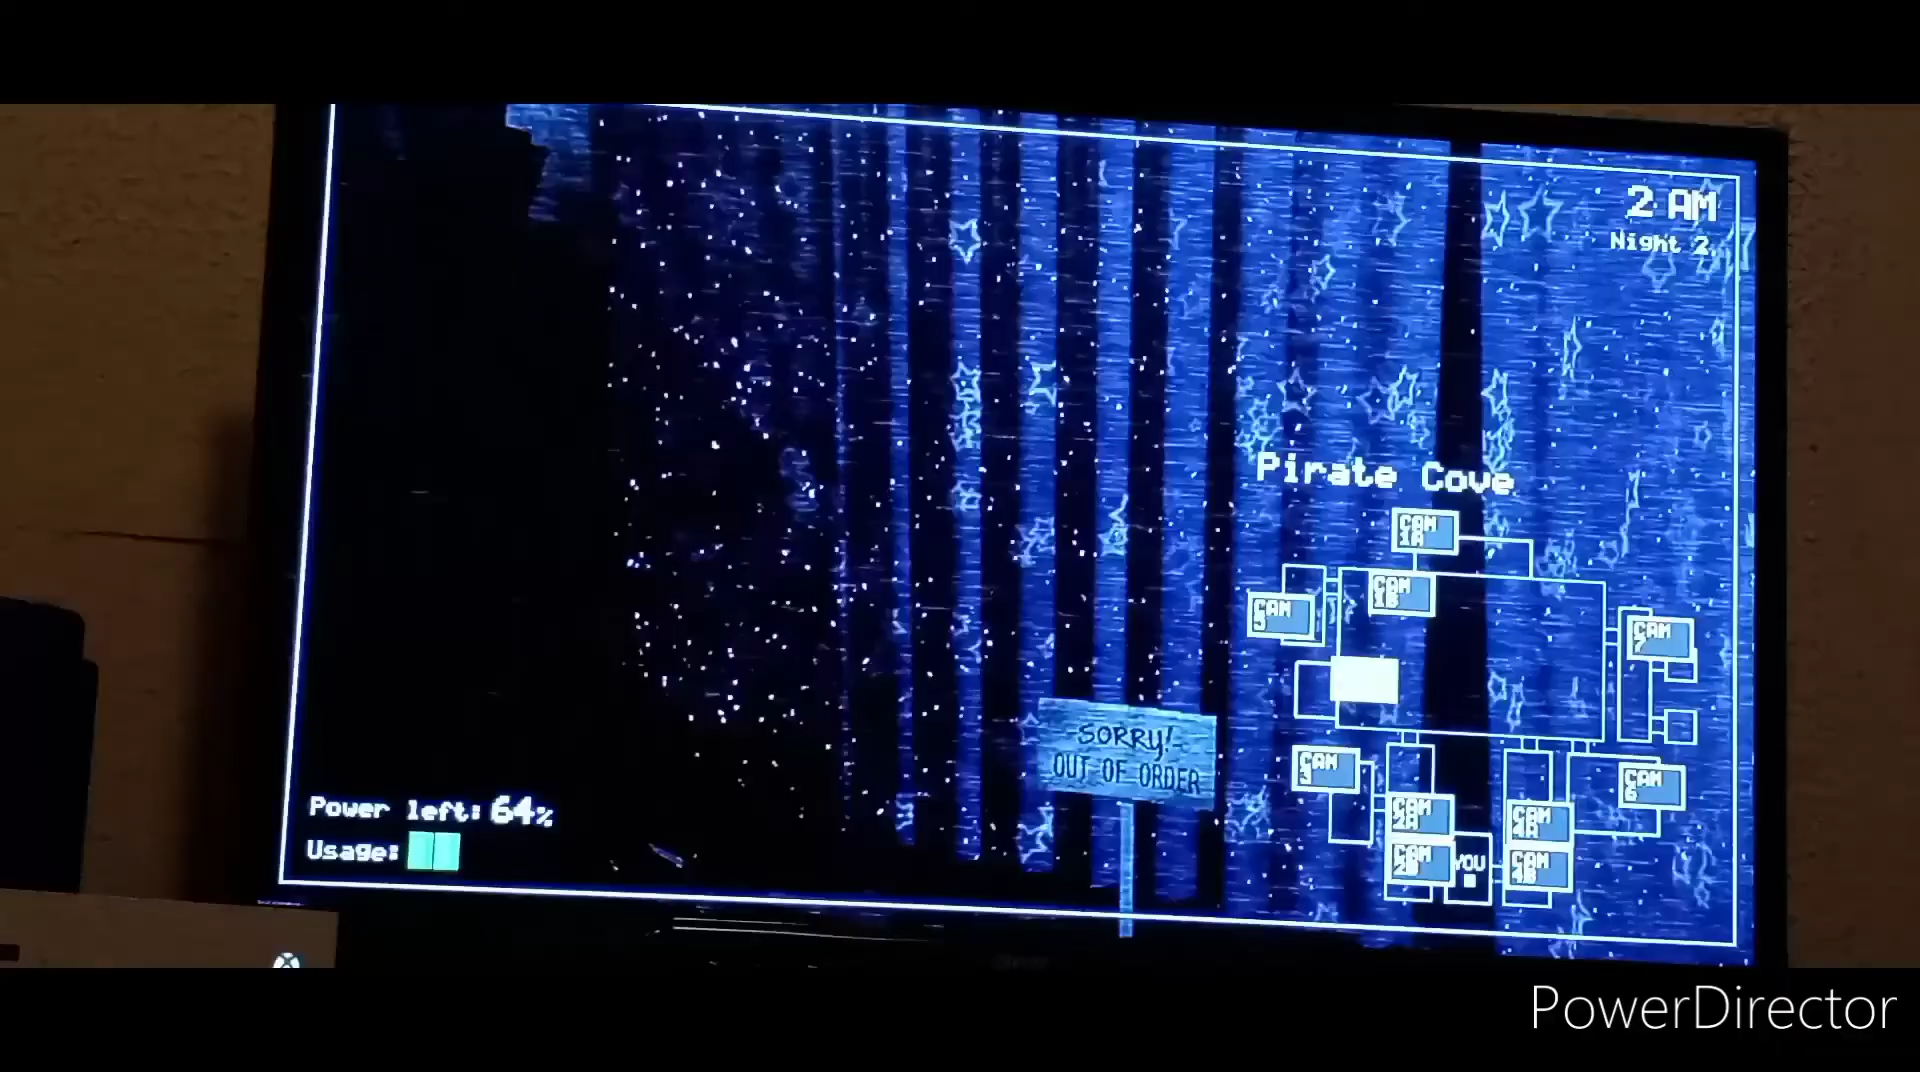 2 AM
Night 2
Pirate Cove
CAM
1A
CAM
1B
CAM
5
CAM
7
SORRY!
OUT OF ORDER
CAM
3
CAM
6
CAM
2A
CAM
4A
CAM
2B
YOU
CAM
4B
Power left: 64%
Usage:
PowerDirector